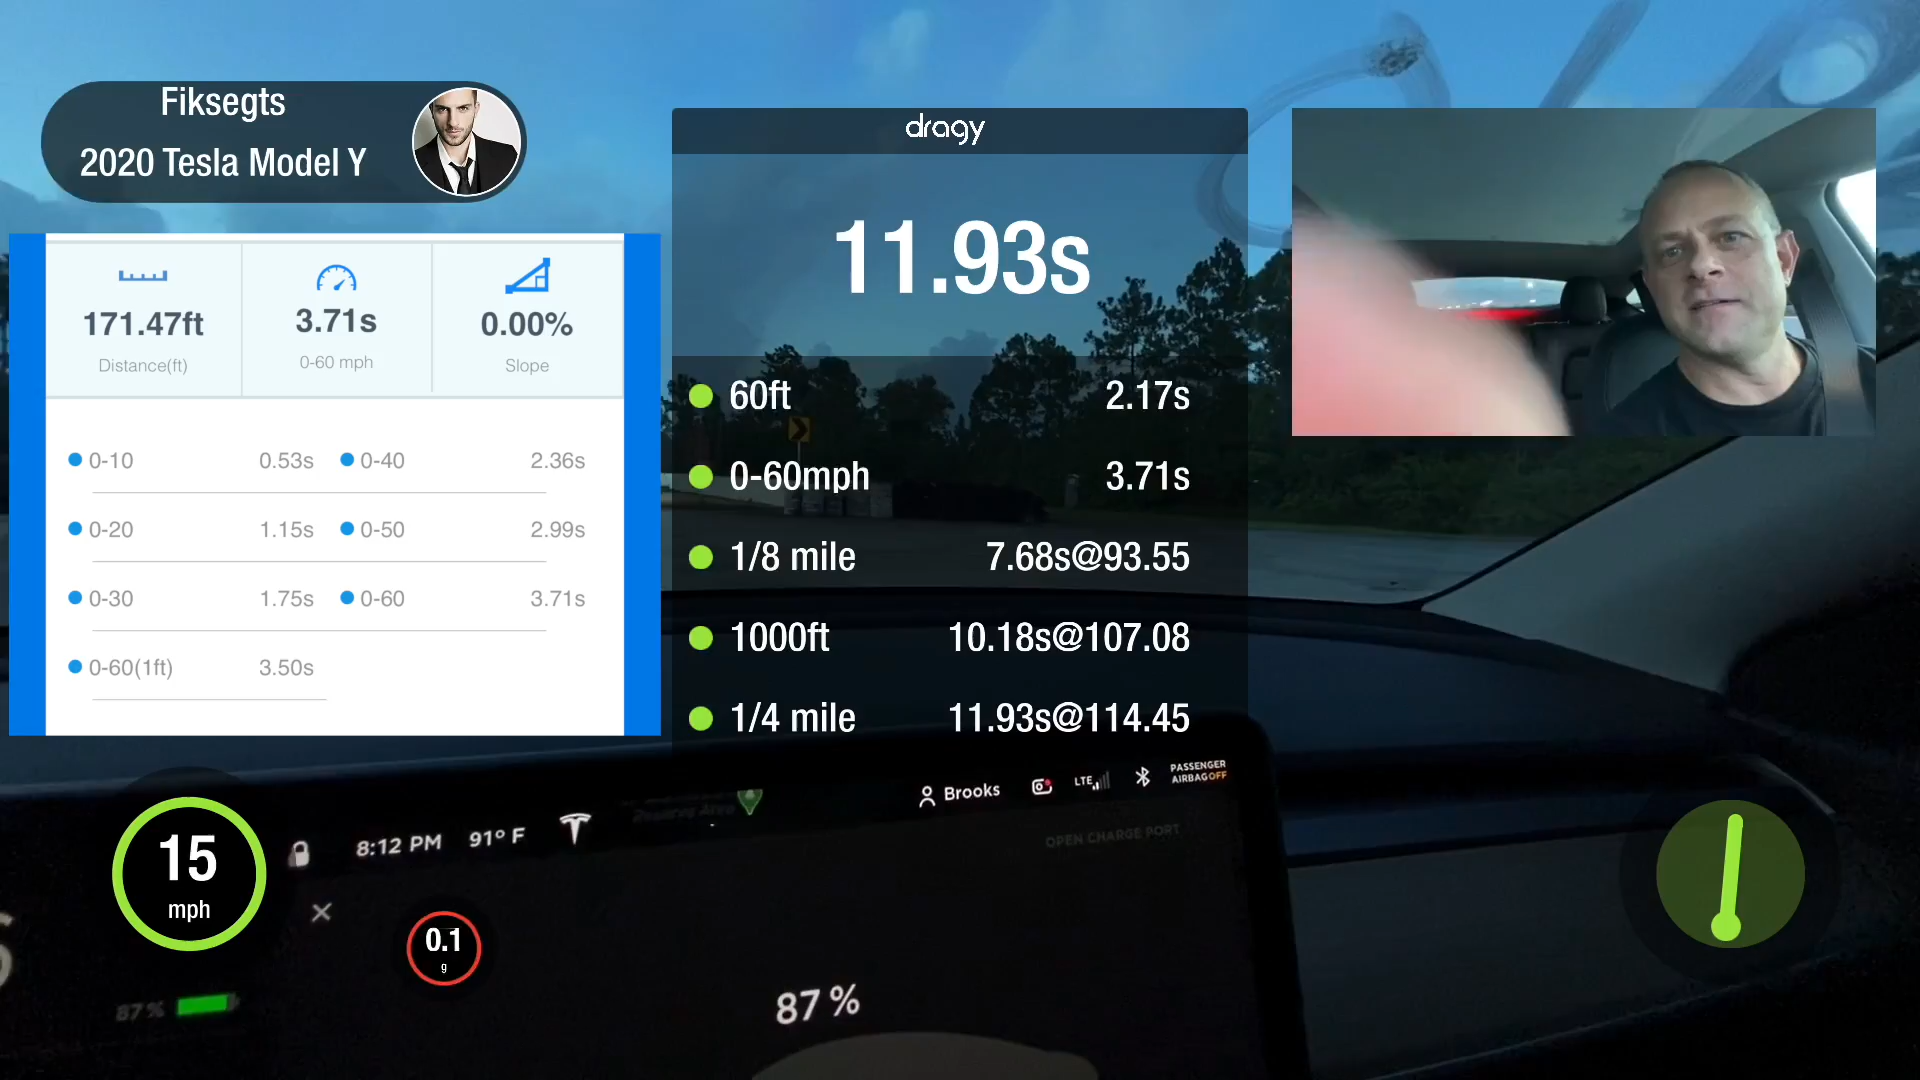 Fiksegts
2020 Tesla Model Y
171.47ft
Distance(ft)
3.71s
0-60 mph
0.00%
Slope
0-10 0.53s
0-40 2.36s
0-20 1.15s
0-50 2.99s
0-30 1.75s
0-60 3.71s
0-60(1ft) 3.50s
dragy
11.93s
60ft 2.17s
0-60mph 3.71s
1/8 mile 7.68s@93.55
1000ft 10.18s@107.08
1/4 mile 11.93s@114.45
15
mph
8:12 PM 91° F
Brooks
LTE
PASSENGER
AIRBAG OFF
OPEN CHARGE PORT
0.1
g
87 %
87 %